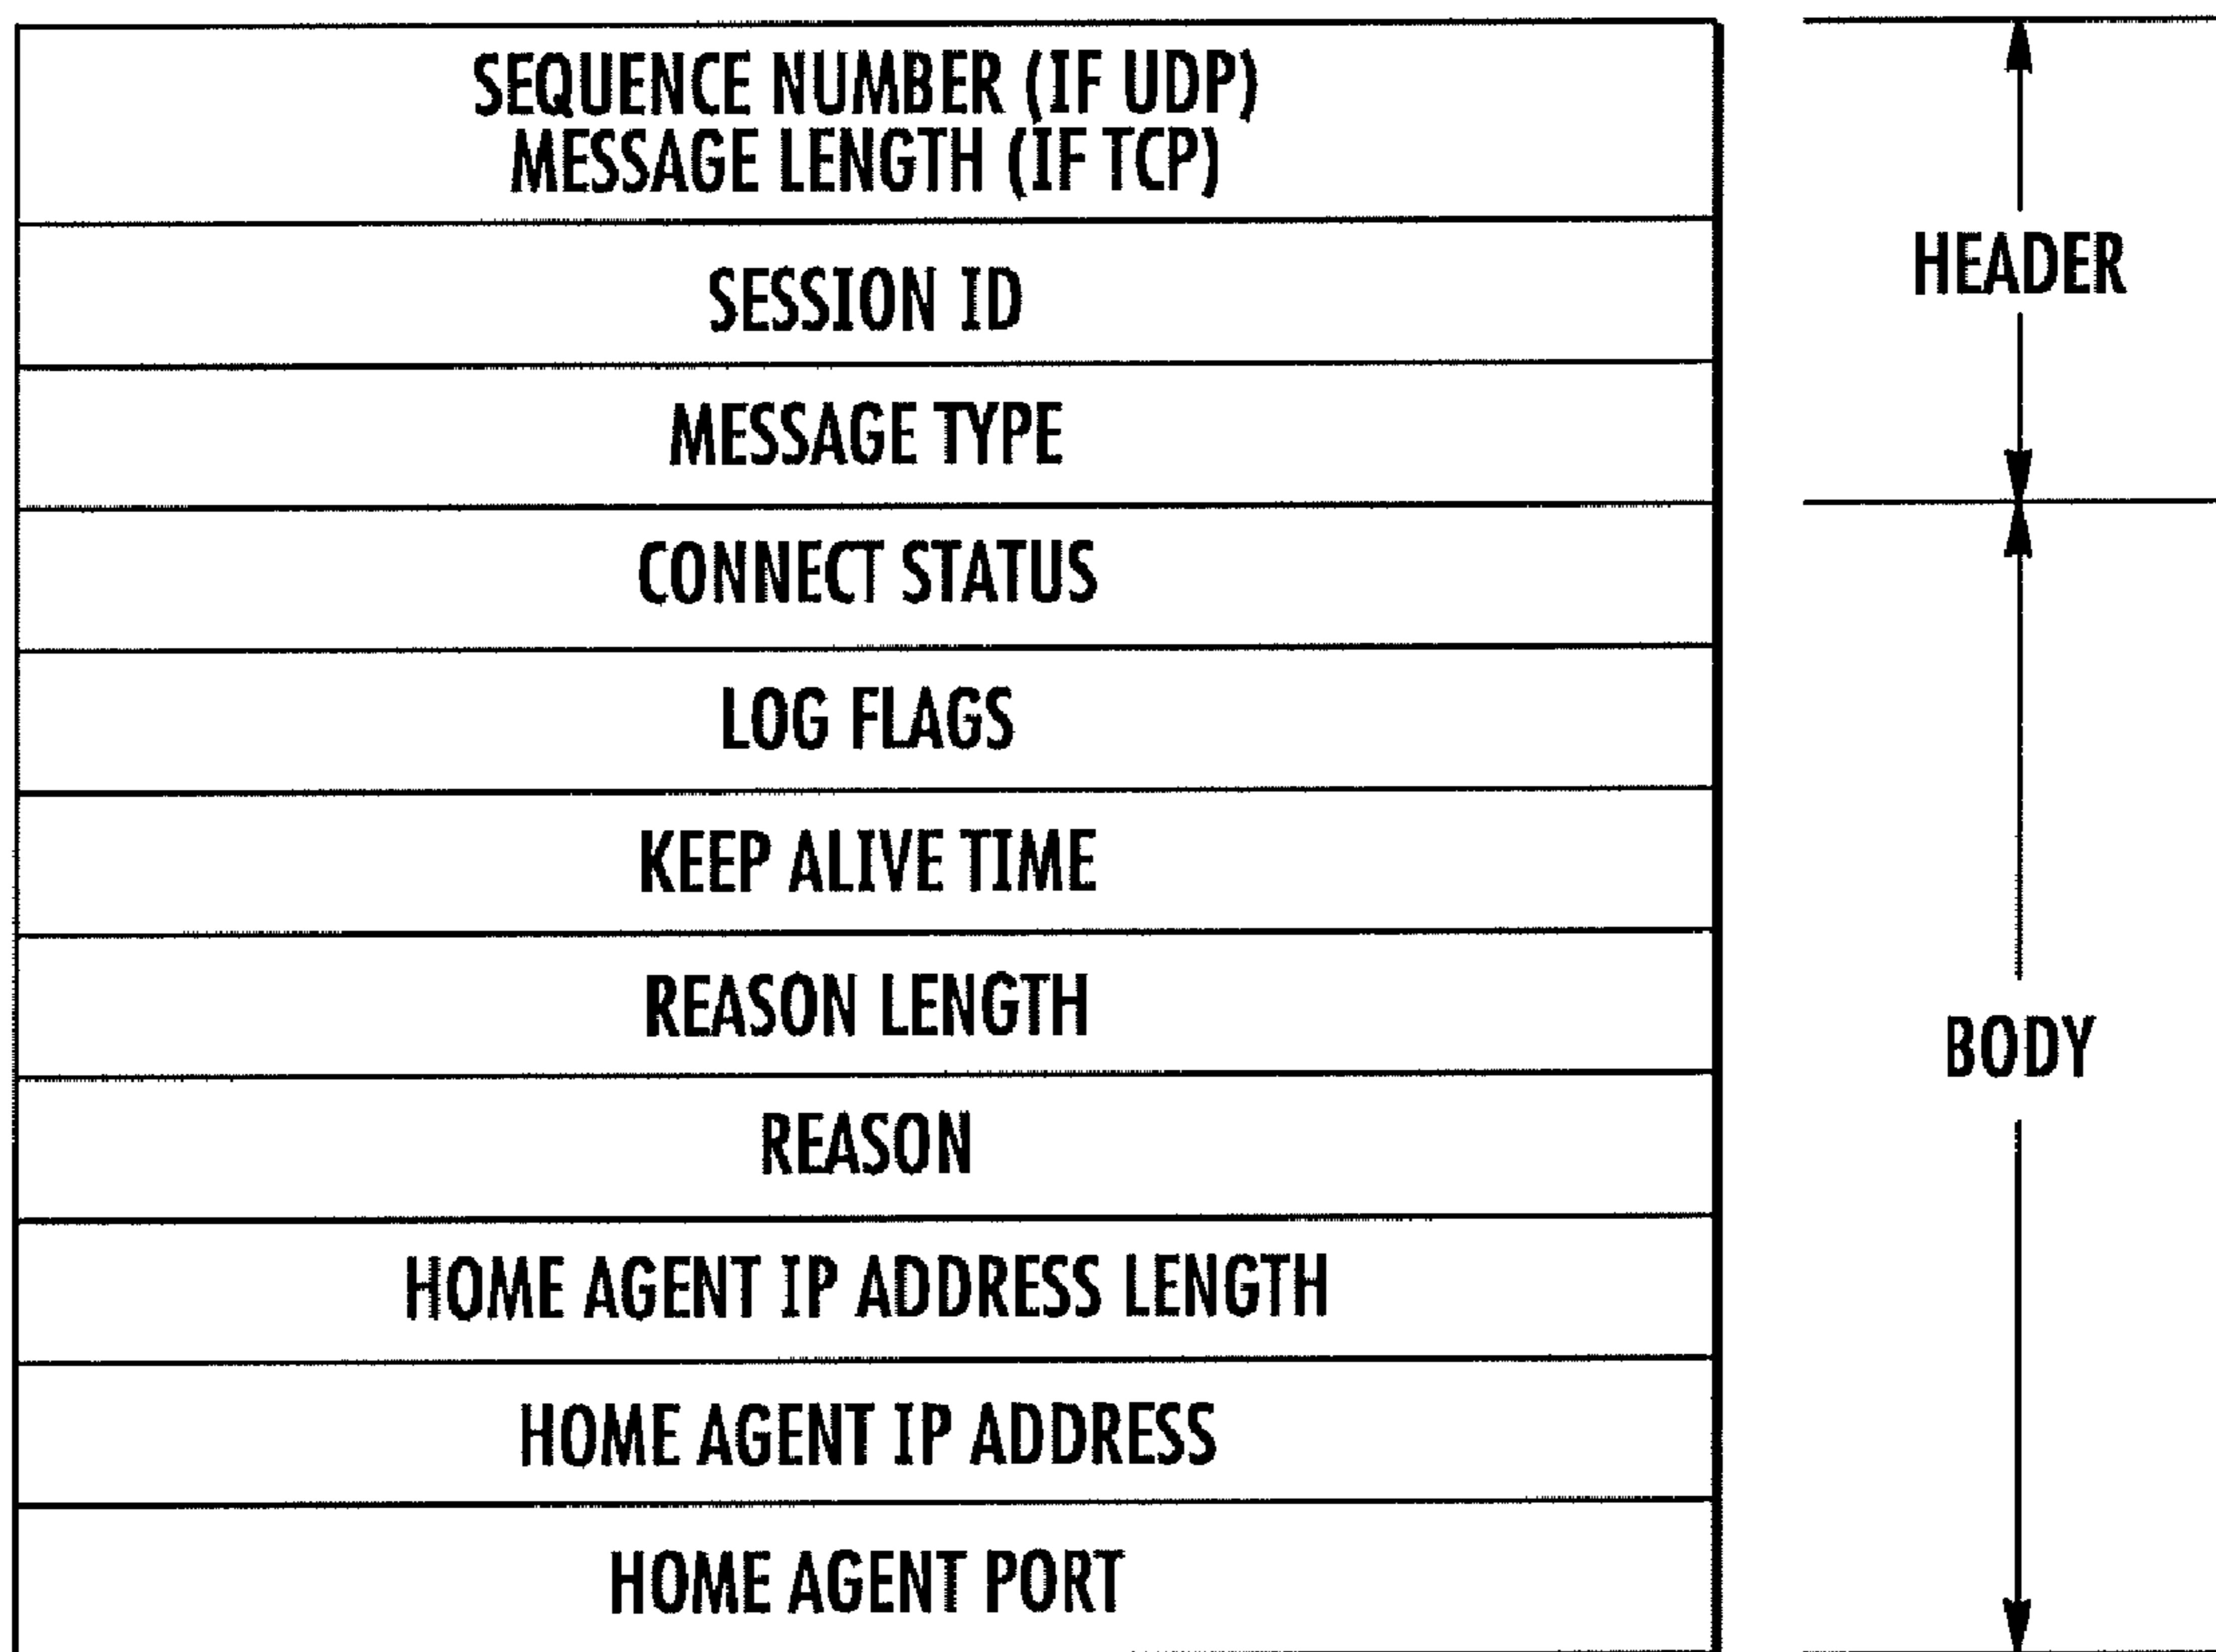 SEQUENCE NUMBER (IF UDP)
MESSAGE LENGTH (IF TCP)
SESSION ID
MESSAGE TYPE
HEADER
CONNECT STATUS
LOG FLAGS
KEEP ALIVE TIME
REASON LENGTH
REASON
BODY
HOME AGENT IP ADDRESS LENGTH
HOME AGENT IP ADDRESS
HOME AGENT PORT